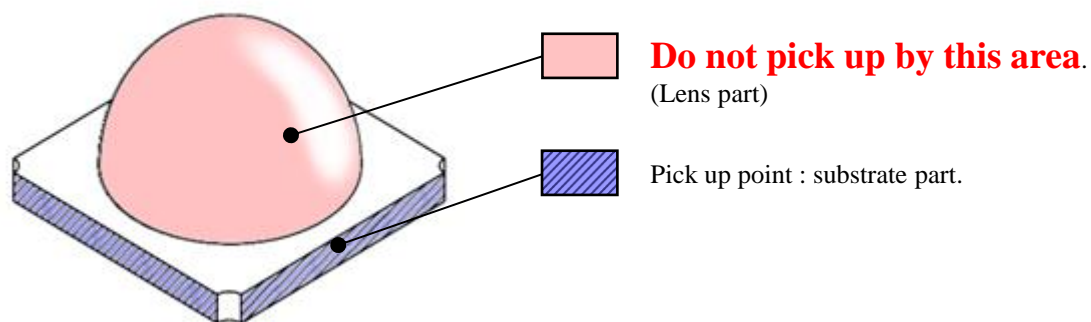 Do not pick up by this area.
(Lens part)
Pick up point : substrate part.